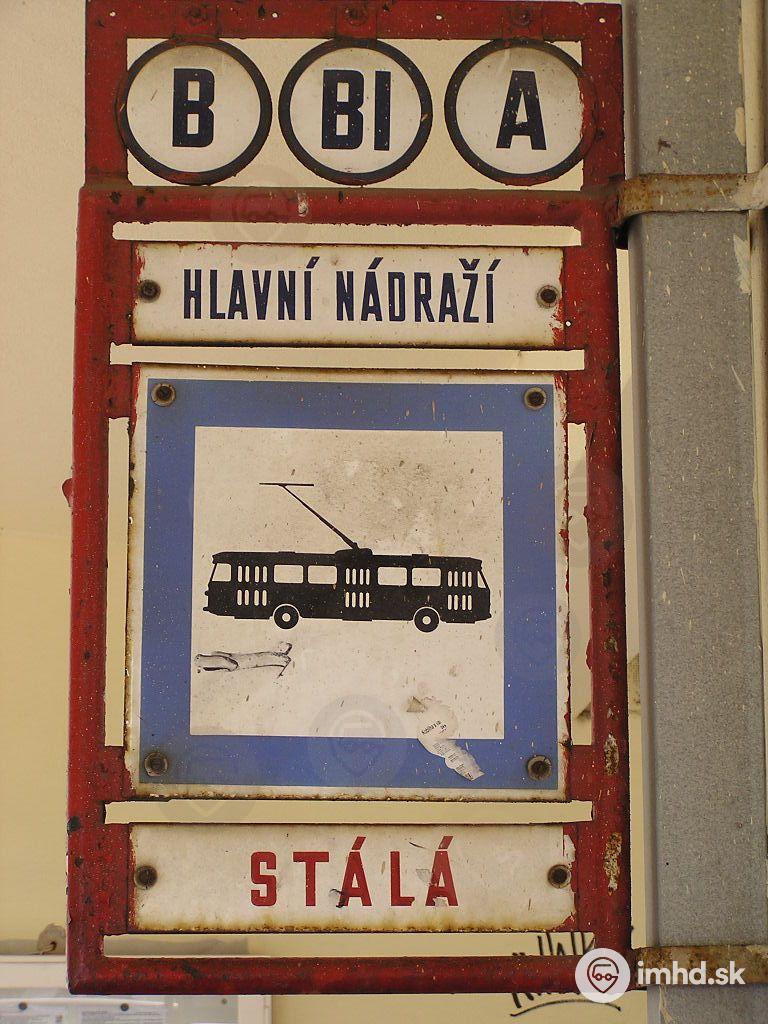 B BI A
HLAVNÍ NÁDRAŽÍ
STÁLÁ
imhd.sk